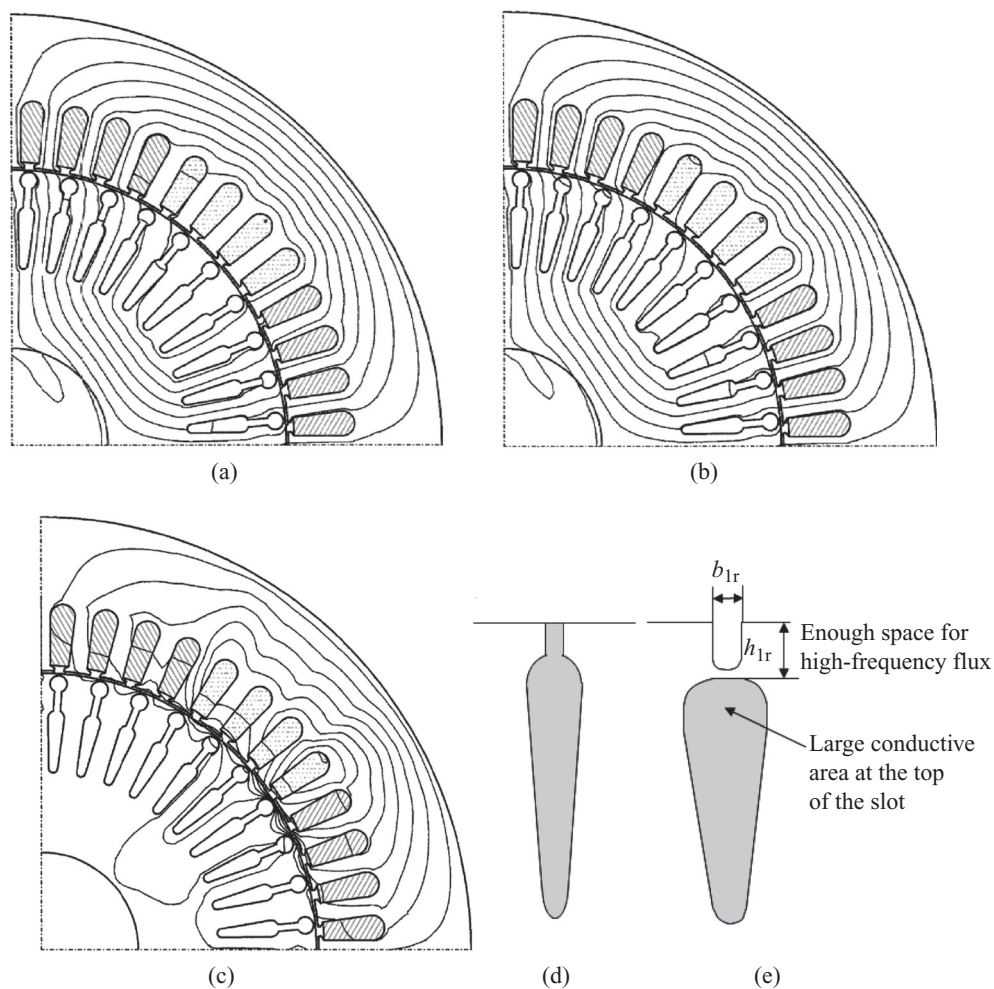 (a)
(b)
b1r
h1r
Enough space for
high-frequency flux
Large conductive
area at the top
of the slot
(c)
(d)
(e)